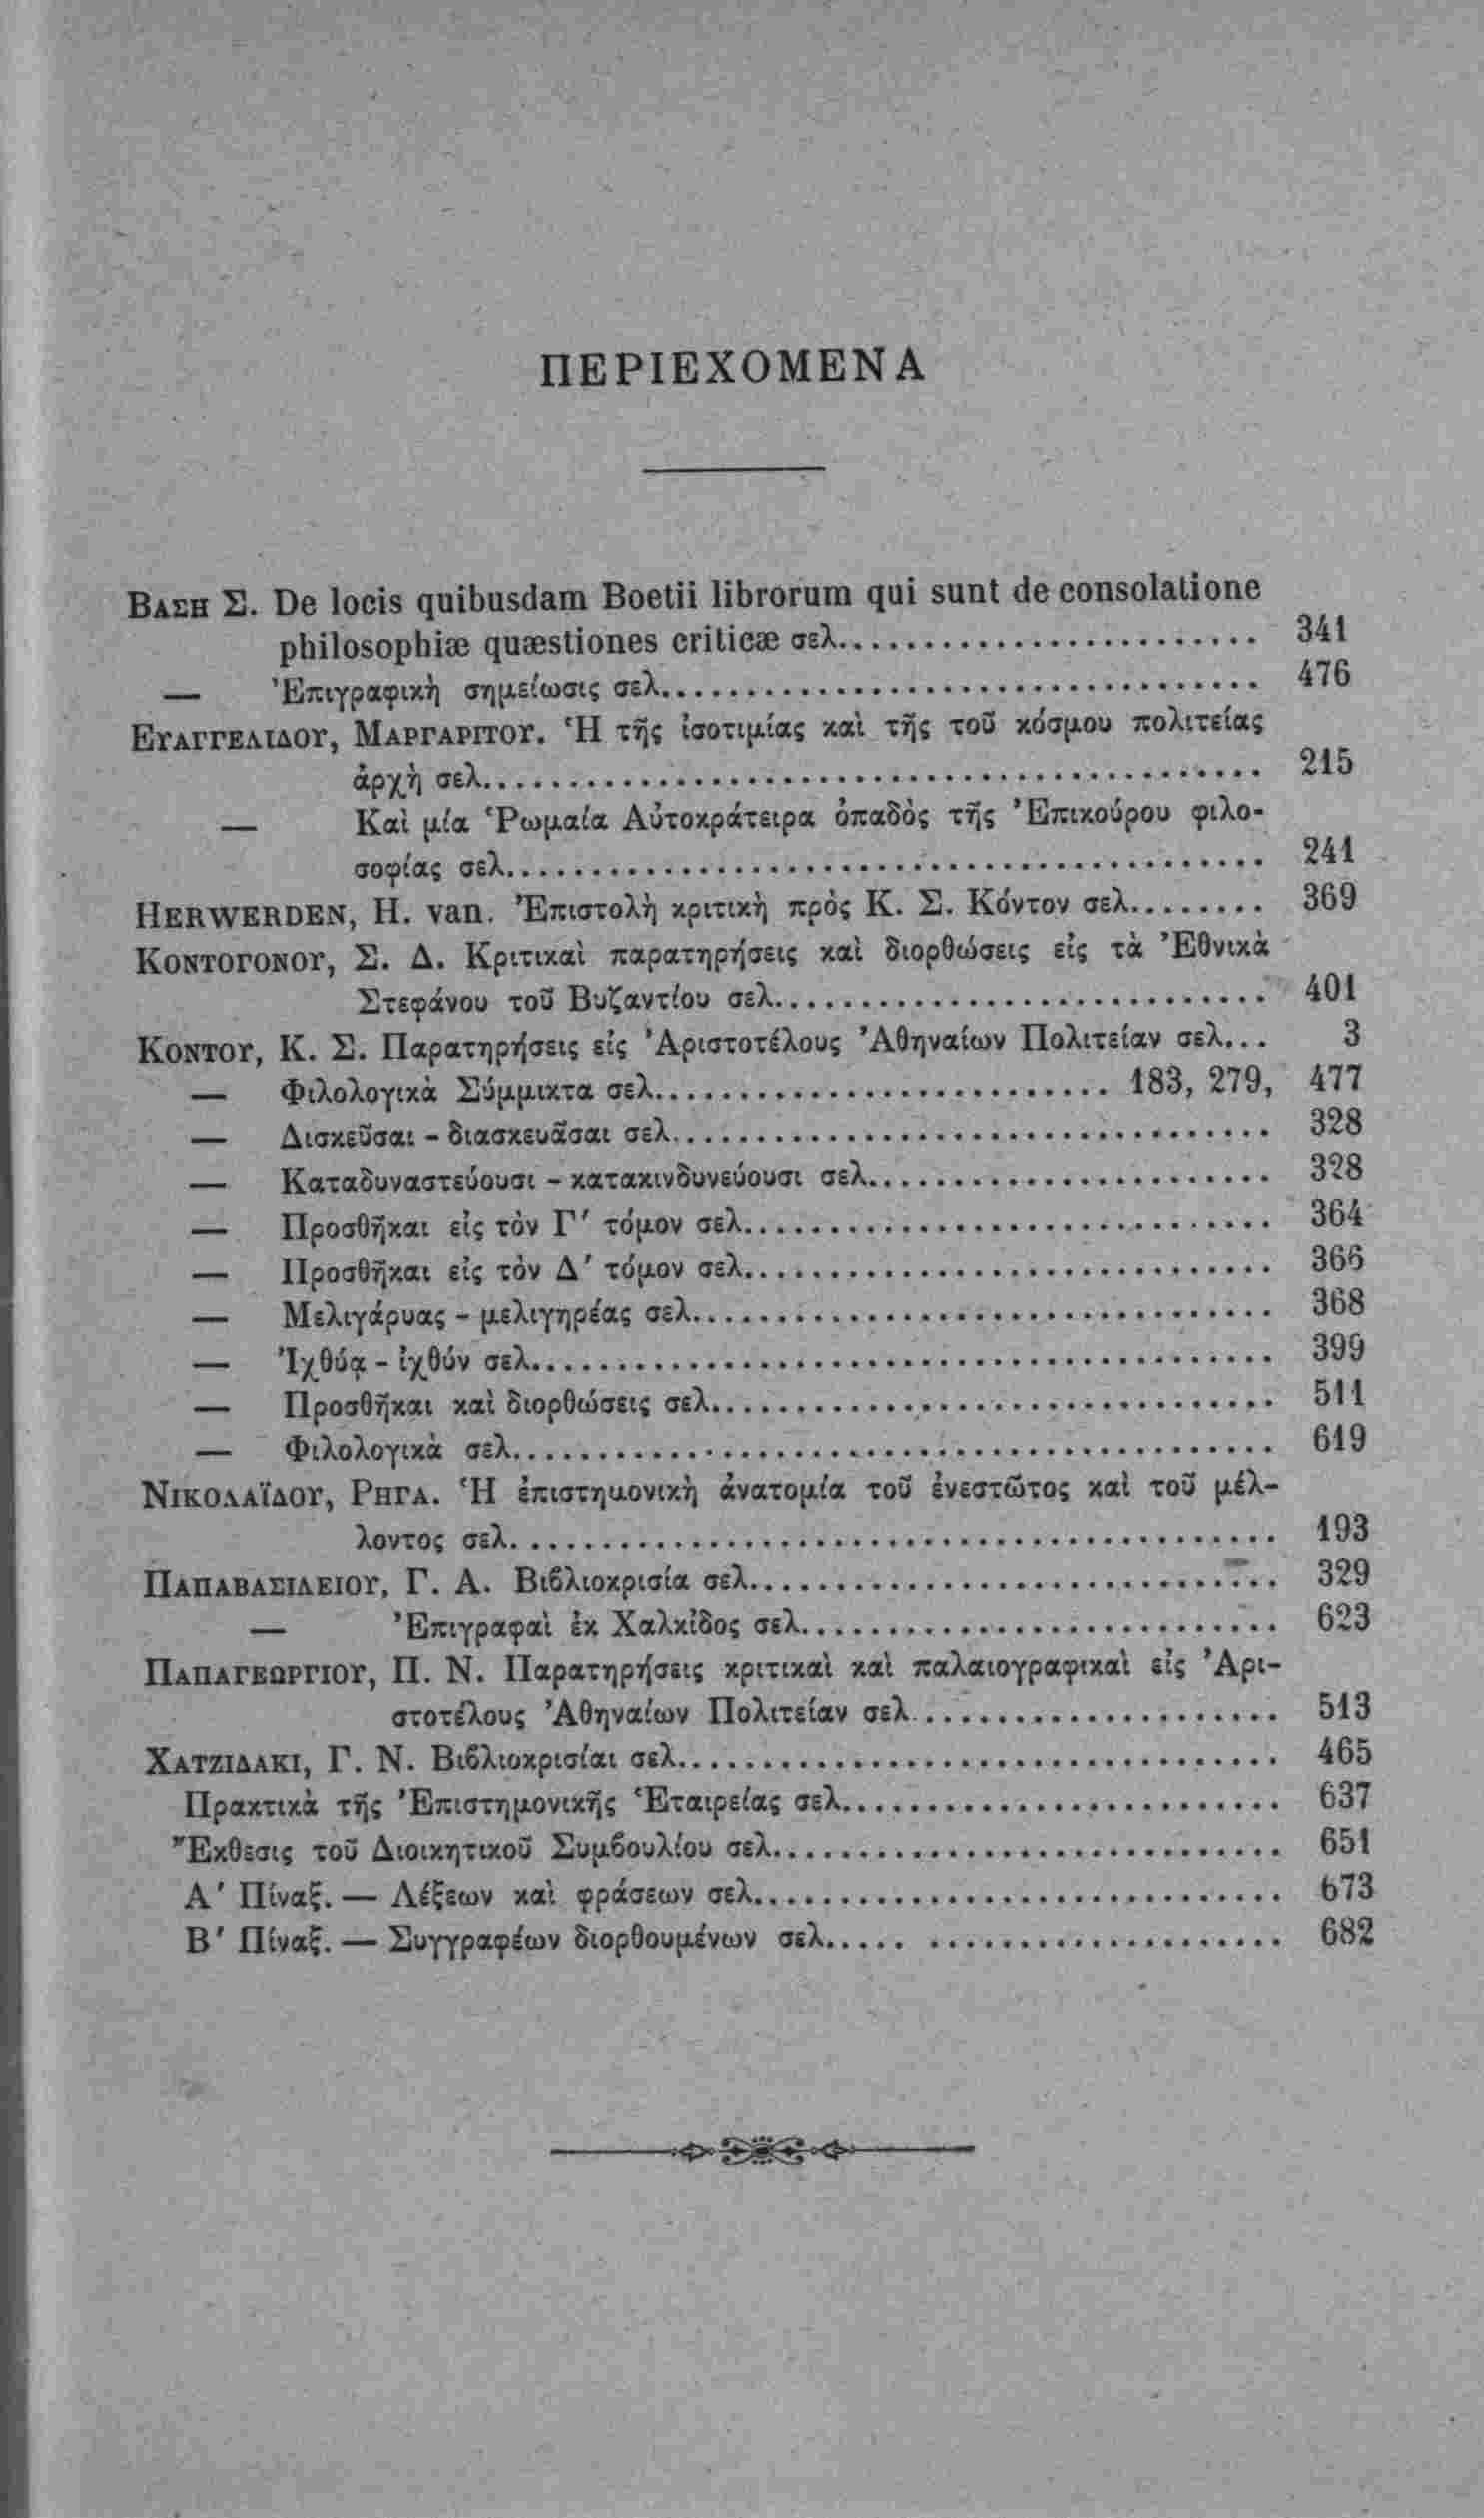 ΠΕΡΙΕΧΟΜΕΝΑ
ΒΑΣΗ Σ. De locis quibusdam Boetii librorum qui sunt de consolatione
philosophiæ quæstiones criticæ σελ. 341
— Ἐπιγραφικὴ σημείωσις σελ. 476
ΕΥΑΓΓΕΛΙΔΟΥ, ΜΑΡΓΑΡΙΤΟΥ. Ἡ τῆς ἰσοτιμίας καὶ τῆς τοῦ κόσμου πολιτείας
ἀρχὴ σελ. 215
— Καὶ μία Ῥωμαία Αὐτοκράτειρα ὀπαδὸς τῆς Ἐπικούρου φιλο-
σοφίας σελ. 241
HERWERDEN, H. van. Ἐπιστολὴ κριτικὴ πρὸς Κ. Σ. Κόντον σελ. 369
ΚΟΝΤΟΓΟΝΟΥ, Σ. Δ. Κριτικαὶ παρατηρήσεις καὶ διορθώσεις εἰς τὰ Ἐθνικὰ
Στεφάνου τοῦ Βυζαντίου σελ. 401
ΚΟΝΤΟΥ, Κ. Σ. Παρατηρήσεις εἰς Ἀριστοτέλους Ἀθηναίων Πολιτείαν σελ. 3
— Φιλολογικὰ Σύμμικτα σελ. 183, 279, 477
— Δισκεῦσαι - διασκευᾶσαι σελ. 328
— Καταδυναστεύουσι - κατακινδυνεύουσι σελ. 328
— Προσθῆκαι εἰς τὸν Γ' τόμον σελ. 364
— Προσθῆκαι εἰς τὸν Δ' τόμον σελ. 366
— Μελιγάρυας - μελιγηρέας σελ. 368
— Ἰχθύᾳ - ἰχθύν σελ. 399
— Προσθῆκαι καὶ διορθώσεις σελ. 511
— Φιλολογικὰ σελ. 619
ΝΙΚΟΛΑΪΔΟΥ, ΡΗΓΑ. Ἡ ἐπιστημονικὴ ἀνατομία τοῦ ἐνεστῶτος καὶ τοῦ μέλ-
λοντος σελ. 193
ΠΑΠΑΒΑΣΙΛΕΙΟΥ, Γ. Α. Βιβλιοκρισία σελ. 329
— Ἐπιγραφαὶ ἐκ Χαλκίδος σελ. 623
ΠΑΠΑΓΕΩΡΓΙΟΥ, Π. Ν. Παρατηρήσεις κριτικαὶ καὶ παλαιογραφικαὶ εἰς Ἀρι-
στοτέλους Ἀθηναίων Πολιτείαν σελ. 513
ΧΑΤΖΙΔΑΚΙ, Γ. Ν. Βιβλιοκρισίαι σελ. 465
Πρακτικὰ τῆς Ἐπιστημονικῆς Ἑταιρείας σελ. 637
Ἔκθεσις τοῦ Διοικητικοῦ Συμβουλίου σελ. 651
Α' Πίναξ. — Λέξεων καὶ φράσεων σελ. 673
Β' Πίναξ. — Συγγραφέων διορθουμένων σελ. 682